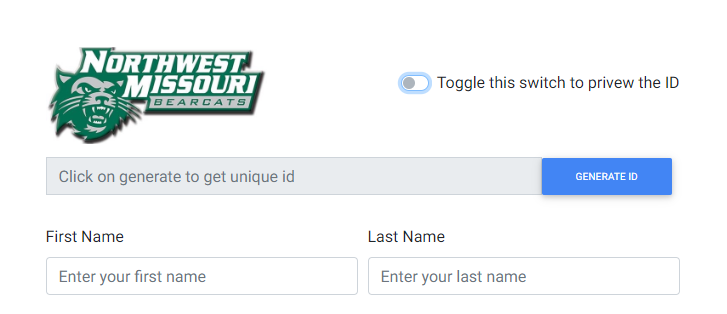 NORTHWEST
MISSOURI
BEARCATS
Toggle this switch to privew the ID
Click on generate to get unique id
GENERATE ID
First Name
Last Name
Enter your first name
Enter your last name